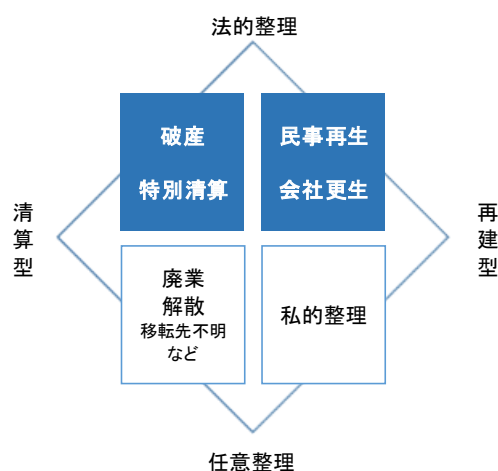 法的整理
破産
特別清算
民事再生
会社更生
清算型
再建型
廃業
解散
移転先不明
など
私的整理
任意整理